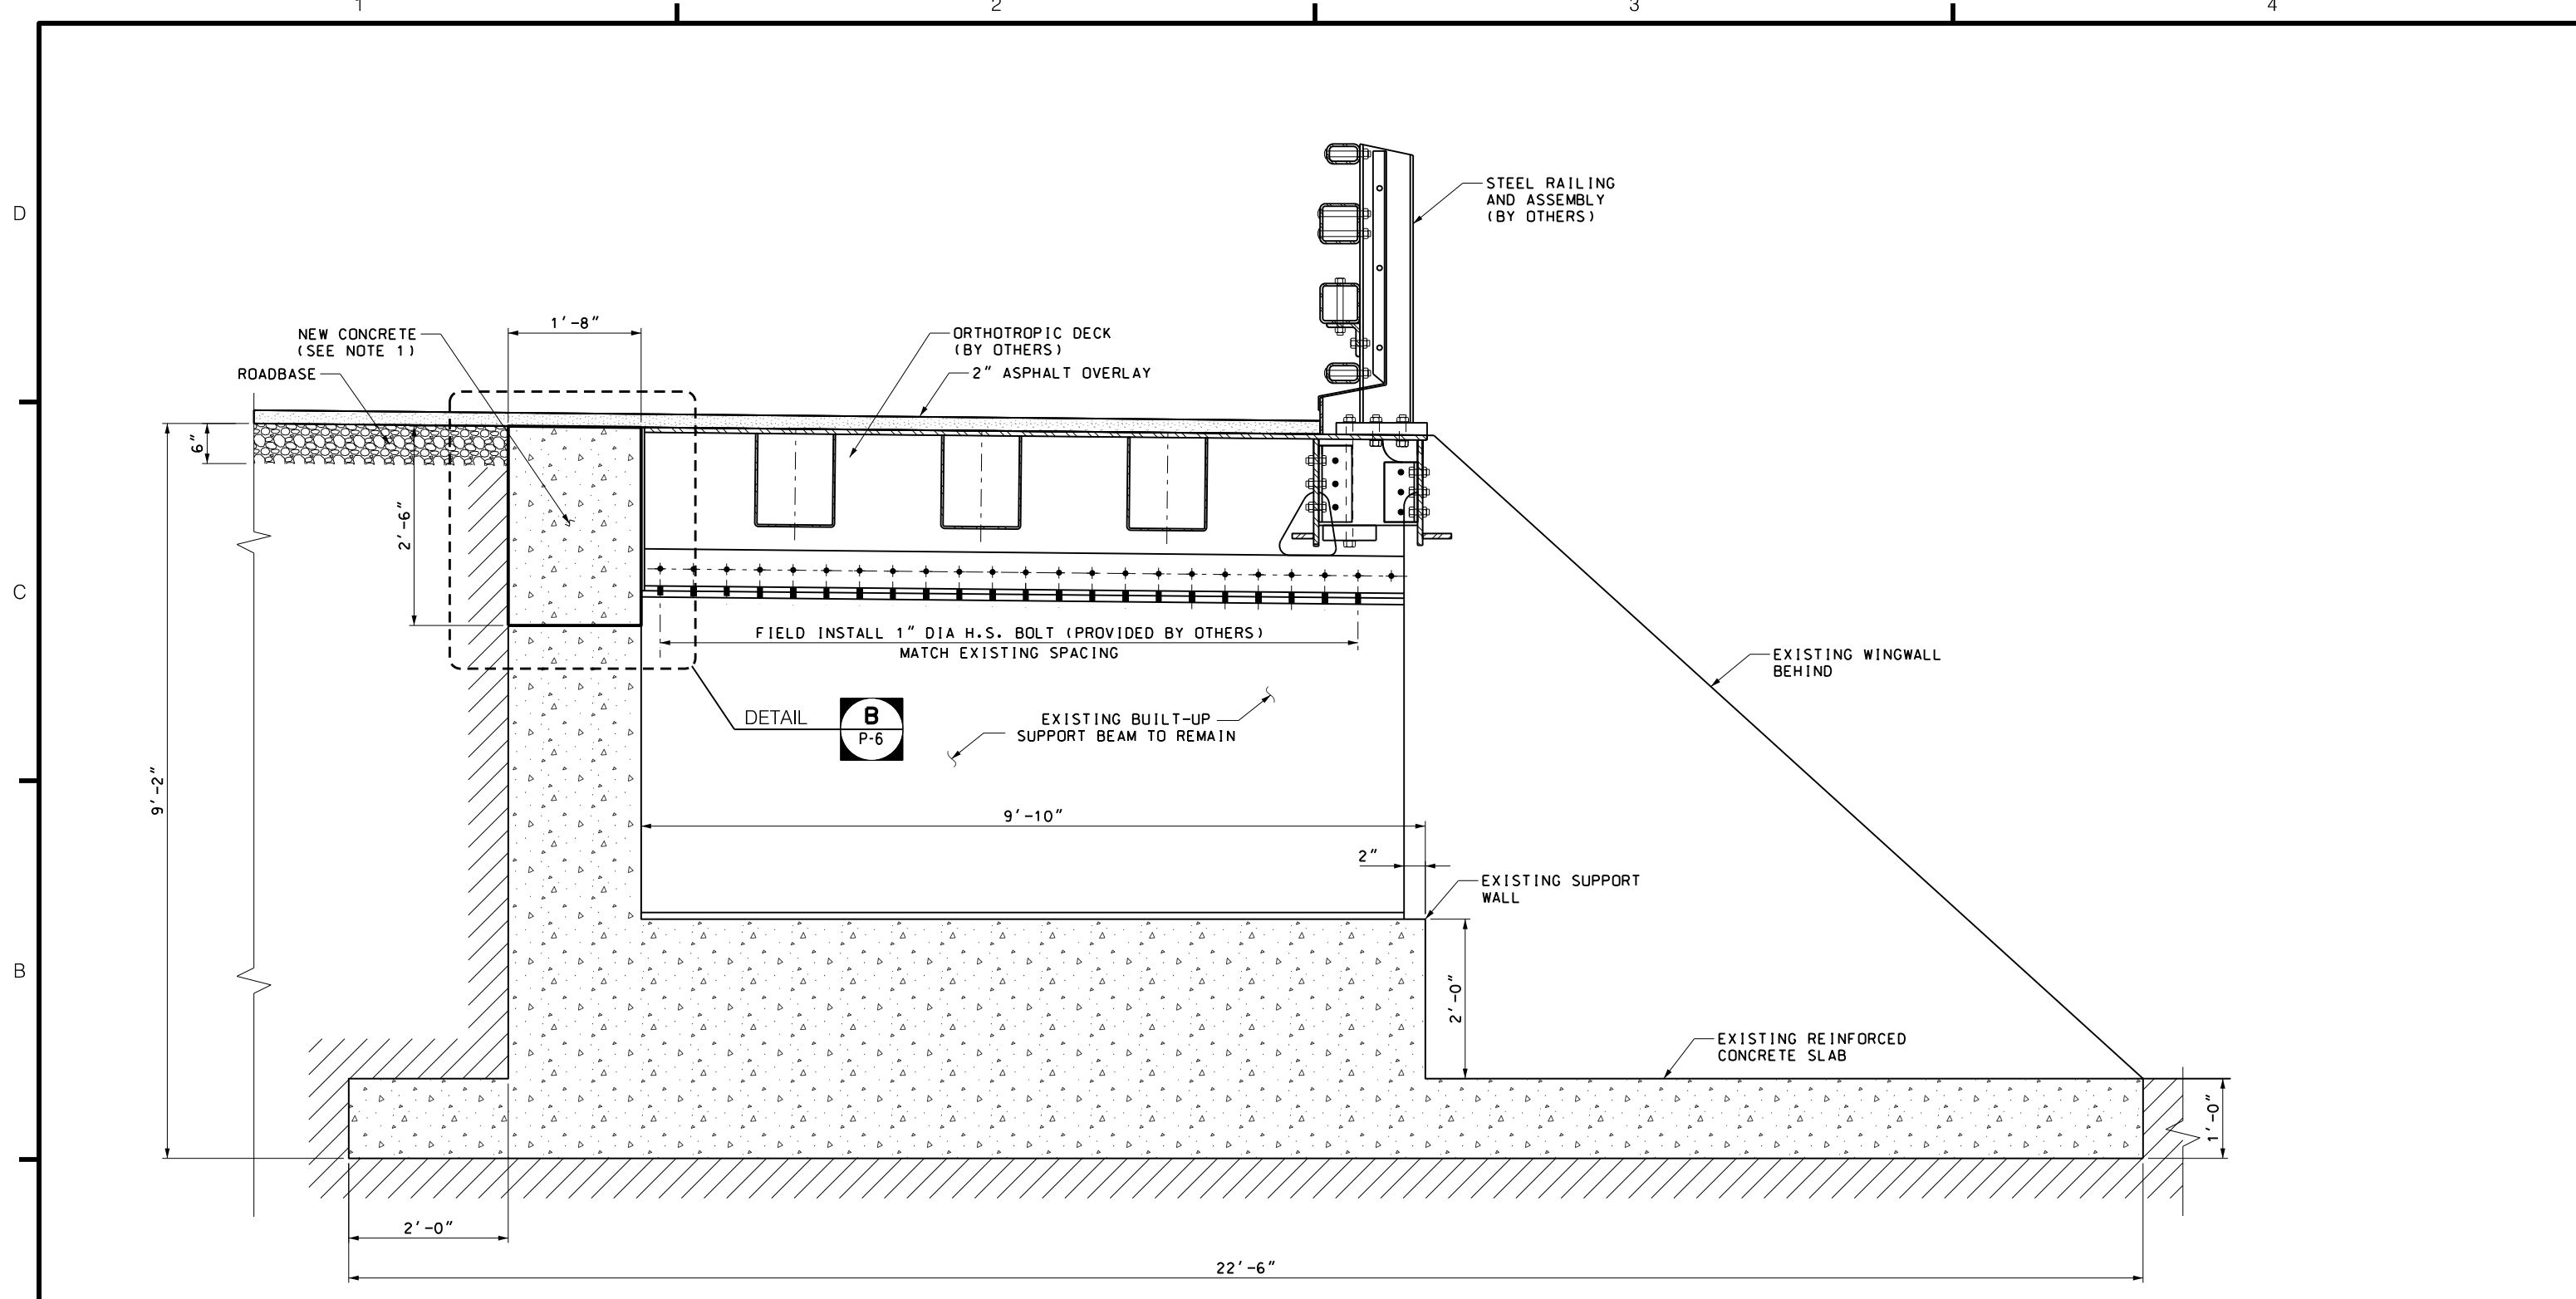 1
2
3
4
D
STEEL RAILING
AND ASSEMBLY
(BY OTHERS)
1'-8"
NEW CONCRETE
(SEE NOTE 1)
ROADBASE
ORTHOTROPIC DECK
(BY OTHERS)
2" ASPHALT OVERLAY
6"
2'-6"
C
FIELD INSTALL 1" DIA H.S. BOLT (PROVIDED BY OTHERS)
MATCH EXISTING SPACING
EXISTING WINGWALL
BEHIND
DETAIL
B
P-6
EXISTING BUILT-UP
SUPPORT BEAM TO REMAIN
9'-2"
9'-10"
2"
EXISTING SUPPORT
WALL
B
2'-0"
EXISTING REINFORCED
CONCRETE SLAB
1'-0"
2'-0"
22'-6"